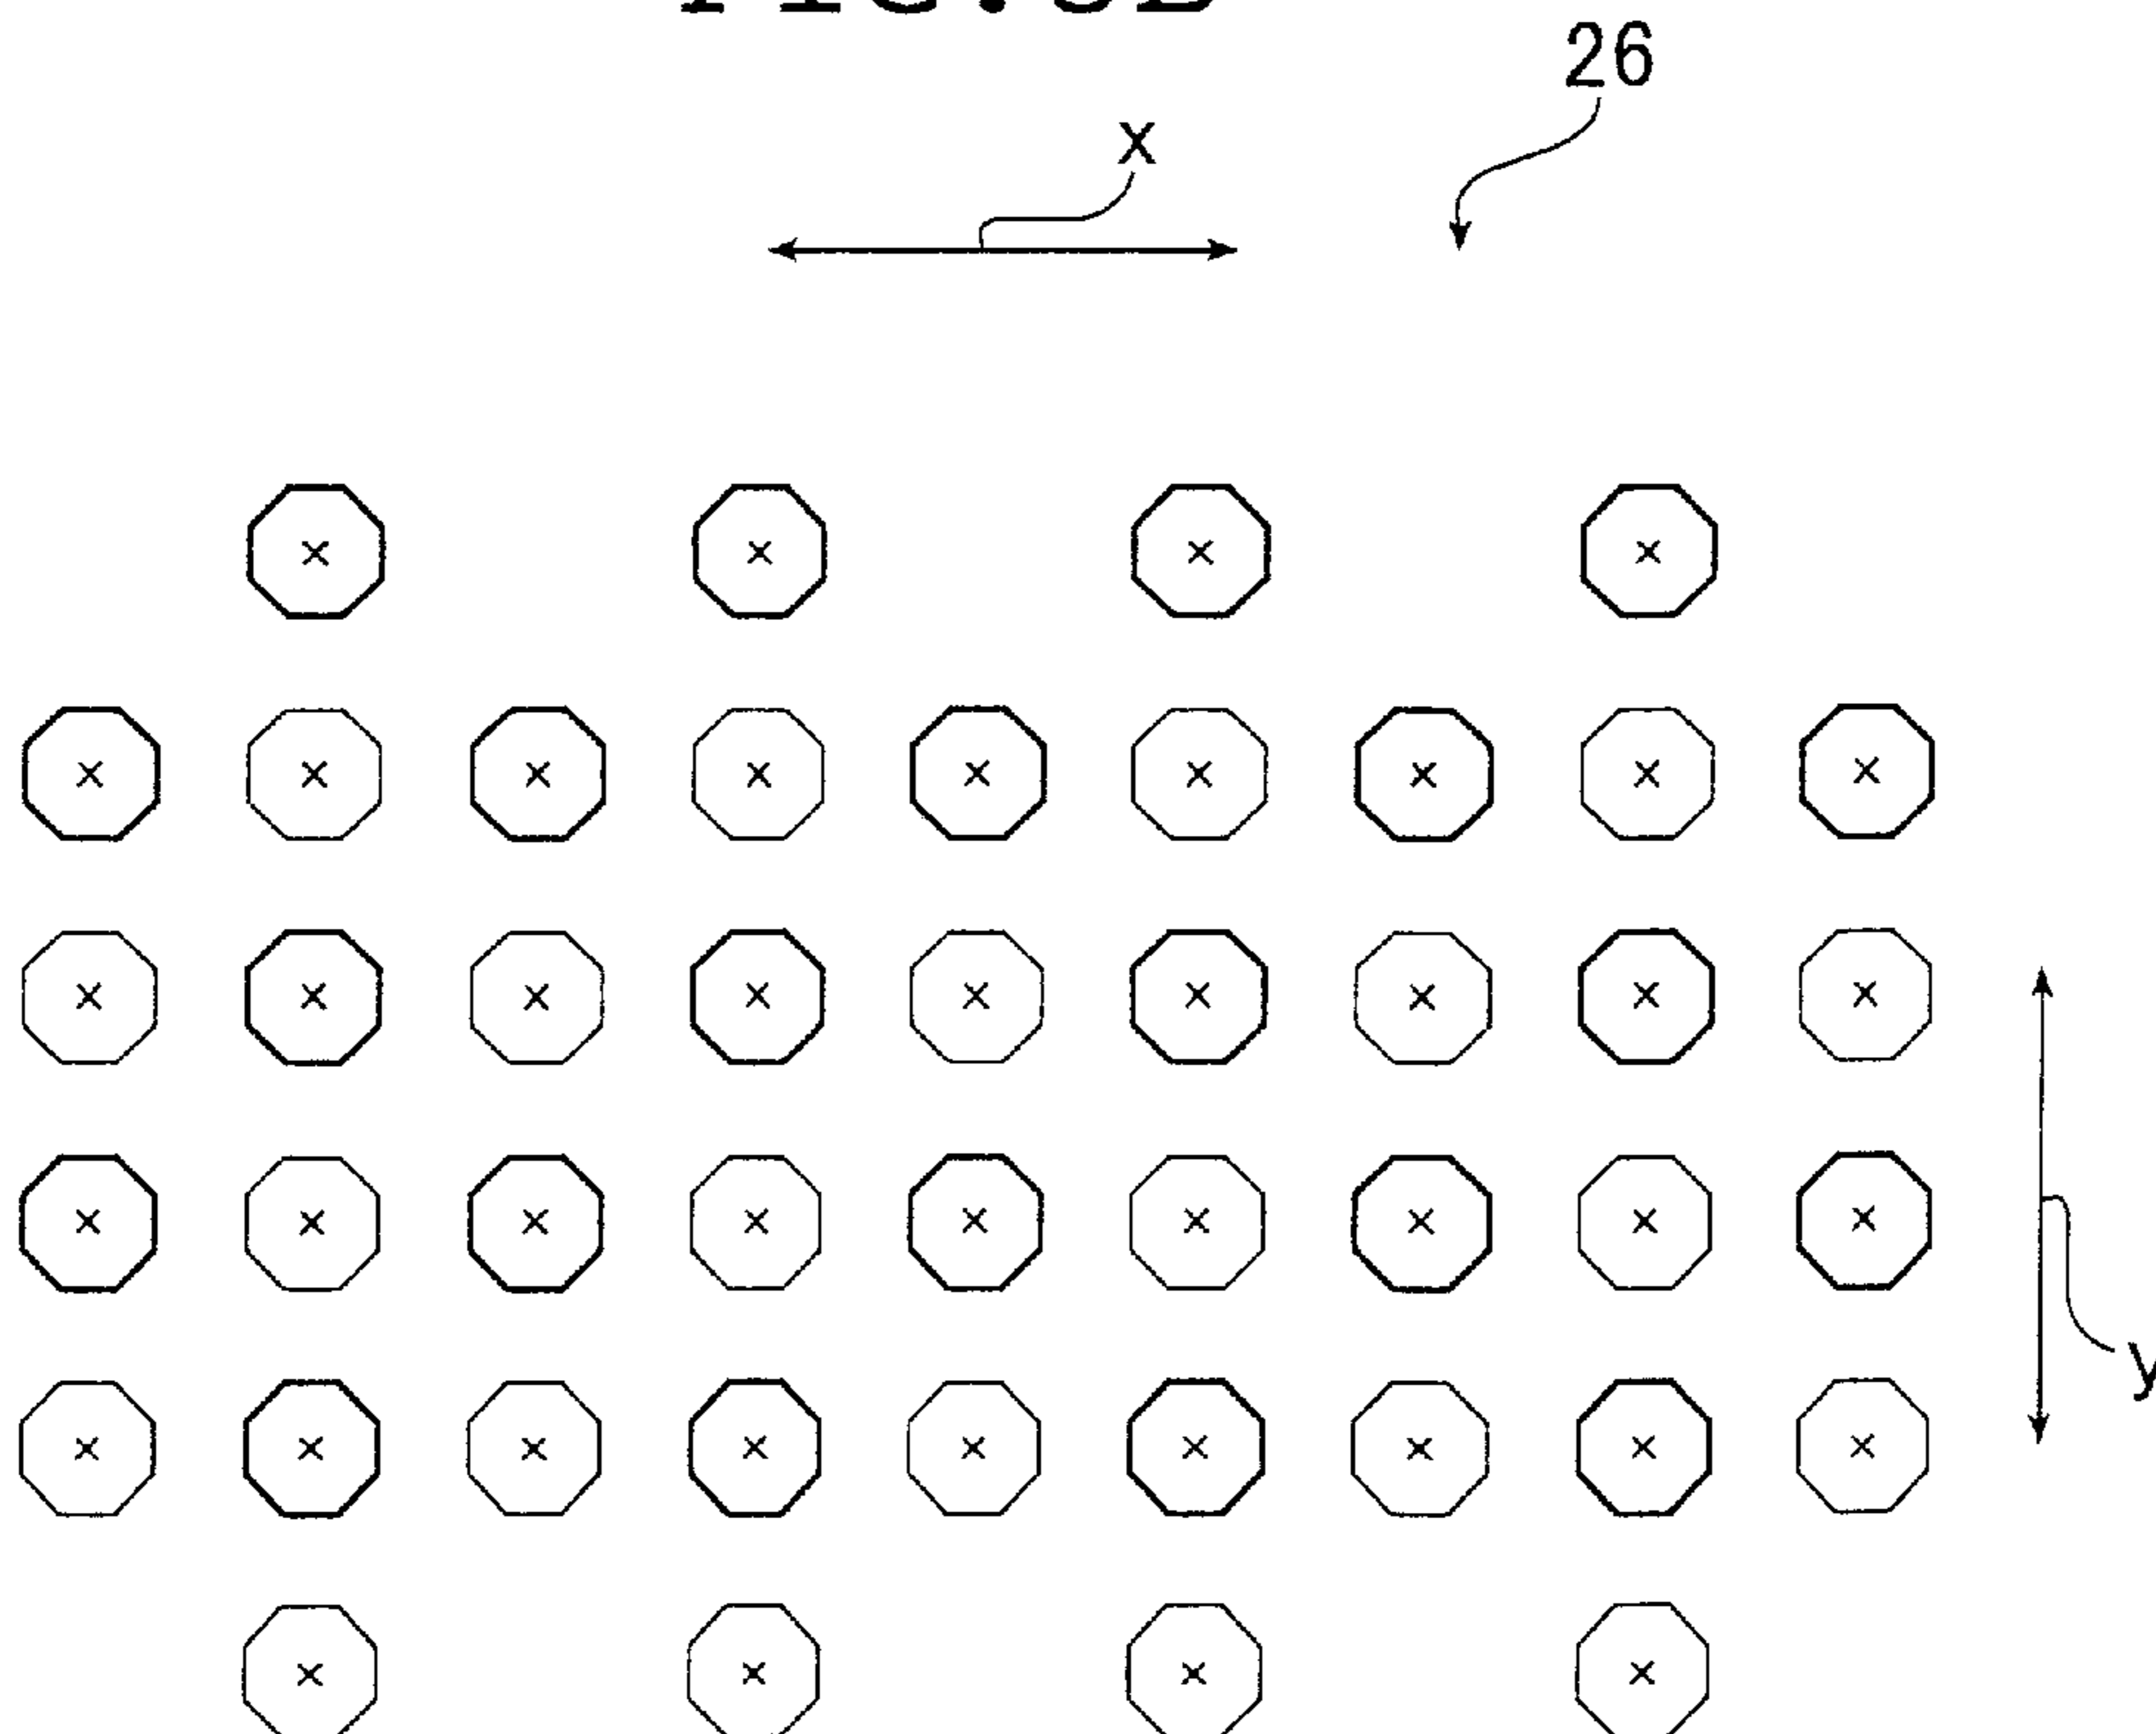 26
x
× × × ×
× × × × × × × × ×
× × × × × × × × ×
× × × × × × × × ×
× × × × × × × × ×
× × × ×
y